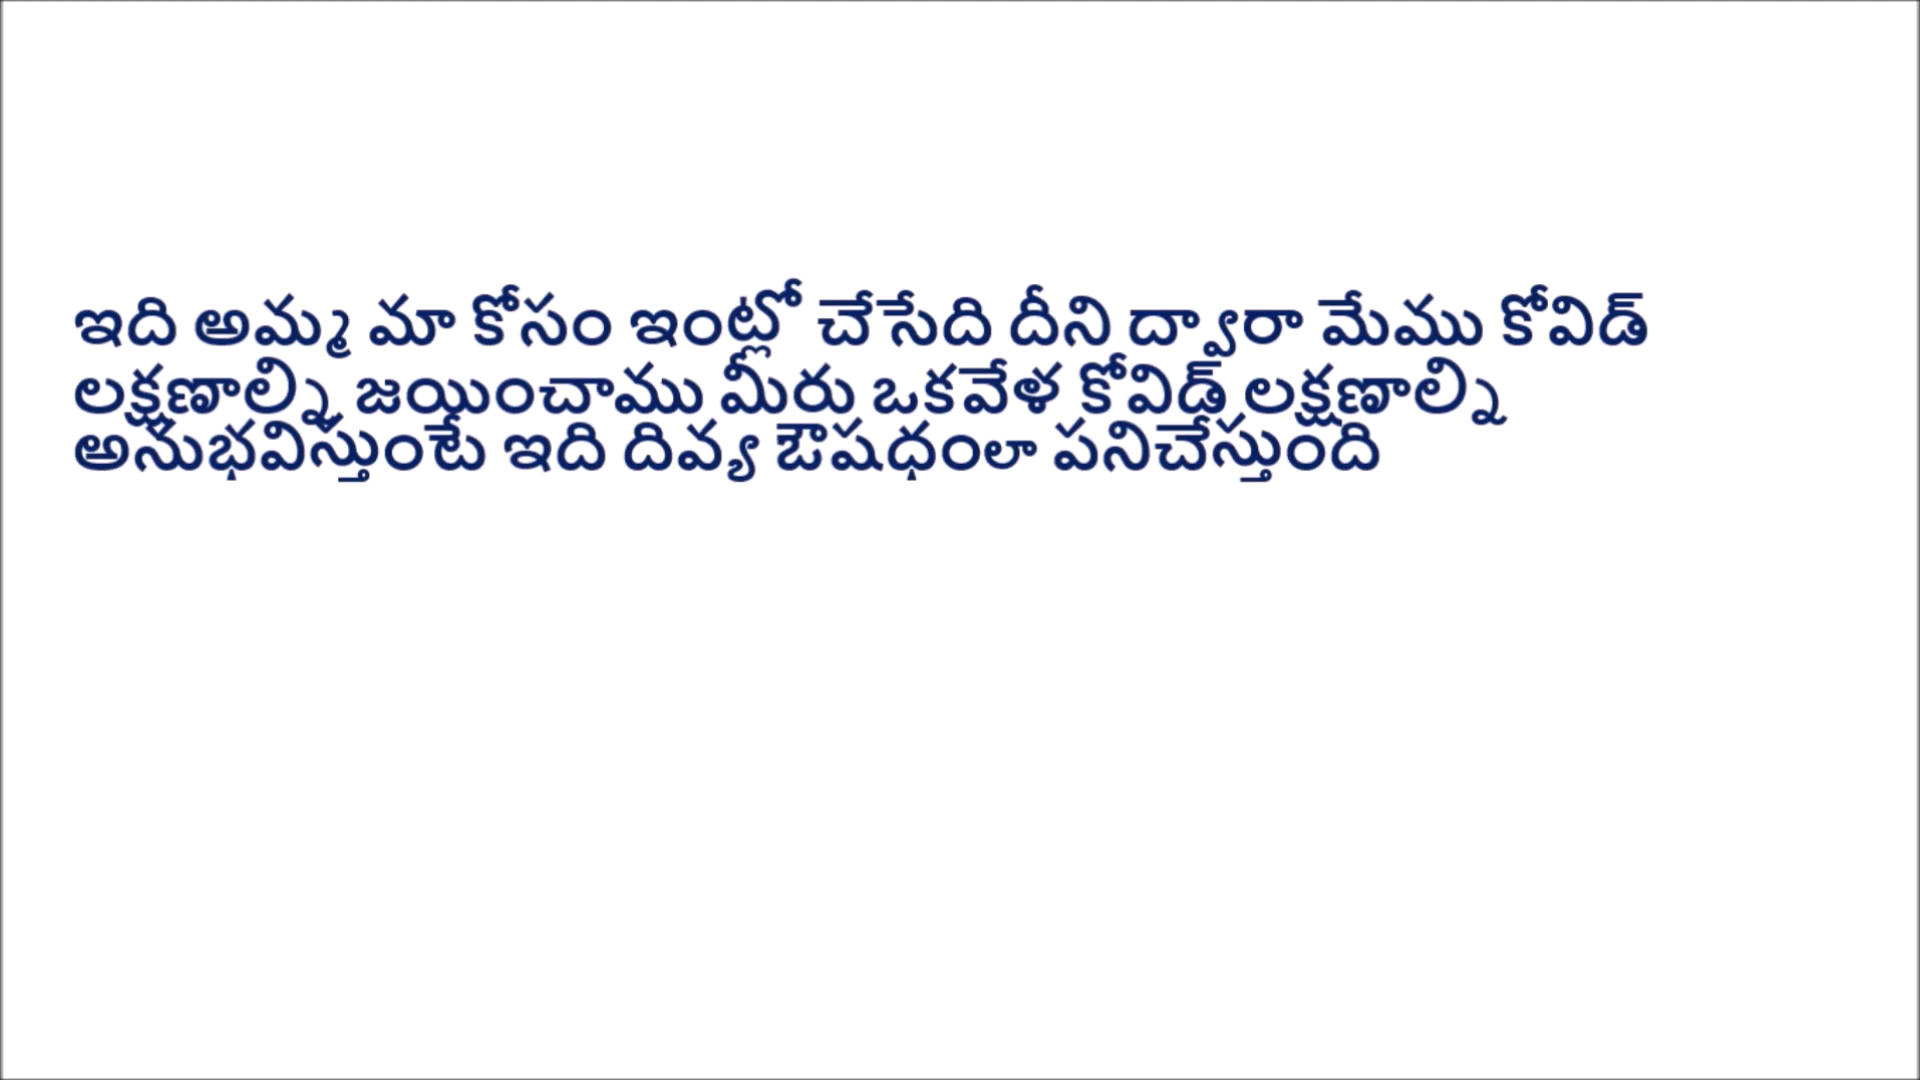 ఇది అమ్మ మా కోసం ఇంట్లో చేసేది దీని ద్వారా మేము కోవిడ్
లక్షణాల్ని జయించాము మీరు ఒకవేళ కోవిడ్ లక్షణాల్ని
అనుభవిస్తుంటే ఇది దివ్య ఔషధంలా పనిచేస్తుంది